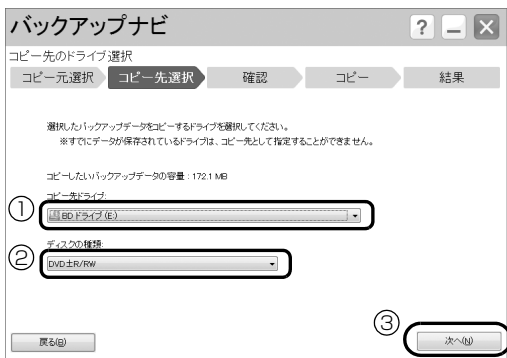 バックアップナビ
? – X
コピー先のドライブ選択
コピー元選択 コピー先選択 確認 コピー 結果
選択したバックアップデータをコピーするドライブを選択してください。
※すでにデータが保存されているドライブは、コピー先として指定することができません。
コピーしたいバックアップデータの容量 : 172.1 MB
コピー先ドライブ:
① BD ドライブ (E:)
ディスクの種類:
② DVD±R/RW
③
戻る(B) 次へ(N)